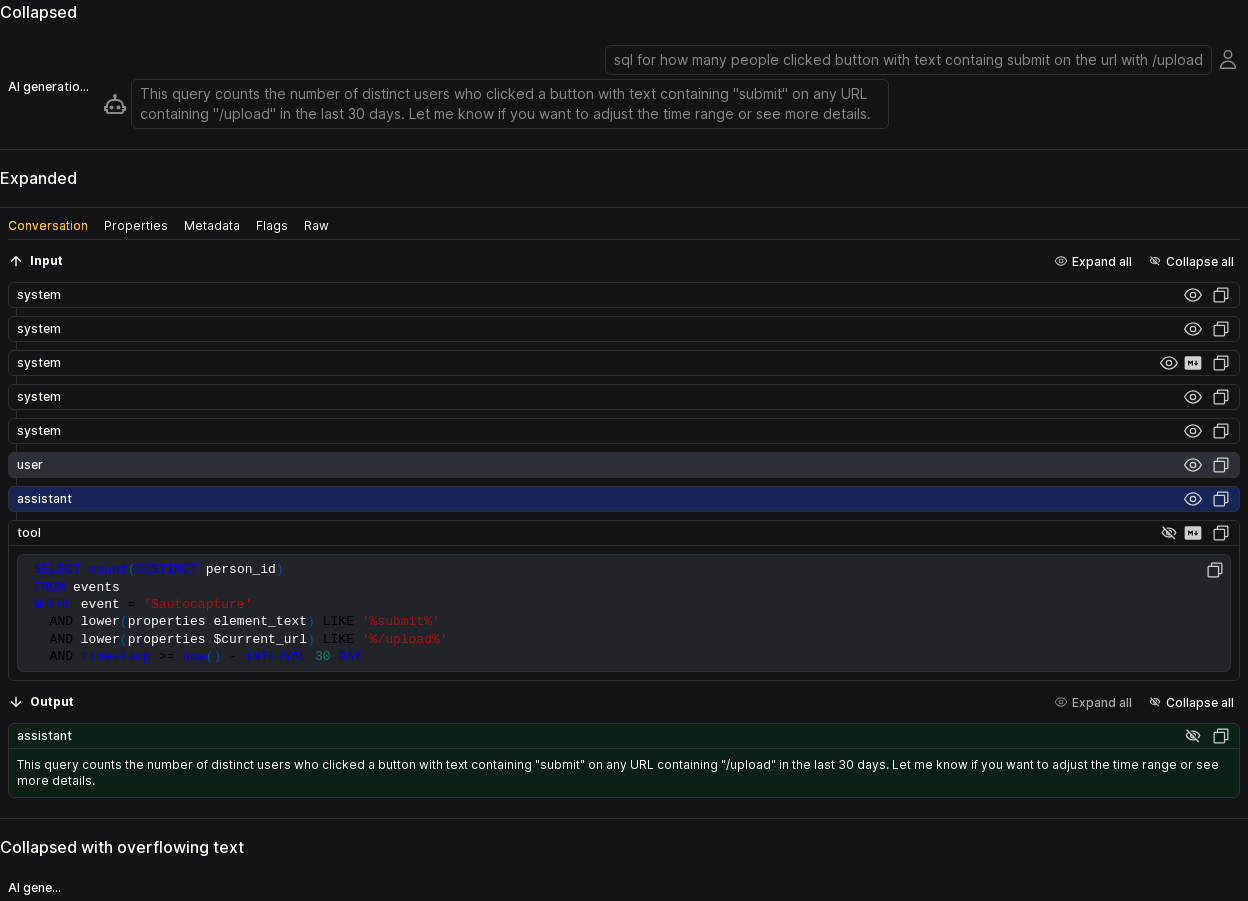 Collapsed
sql for how many people clicked button with text containg submit on the url with /upload
AI generatio...
This query counts the number of distinct users who clicked a button with text containing "submit" on any URL
containing "/upload" in the last 30 days. Let me know if you want to adjust the time range or see more details.
Expanded
Conversation Properties Metadata Flags Raw
Input Expand all Collapse all
system
system
system
system
system
user
assistant
tool
SELECT count(DISTINCT person_id)
FROM events
WHERE event = '$autocapture'
AND lower(properties.element_text) LIKE '%submit%'
AND lower(properties.$current_url) LIKE '%/upload%'
AND timestamp >= now() - INTERVAL 30 DAY
Output Expand all Collapse all
assistant
This query counts the number of distinct users who clicked a button with text containing "submit" on any URL containing "/upload" in the last 30 days. Let me know if you want to adjust the time range or see
more details.
Collapsed with overflowing text
AI gene...